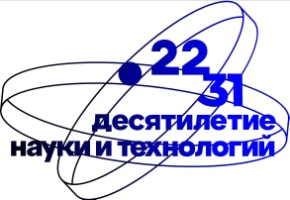 22
31
десятилетие
науки и технологий